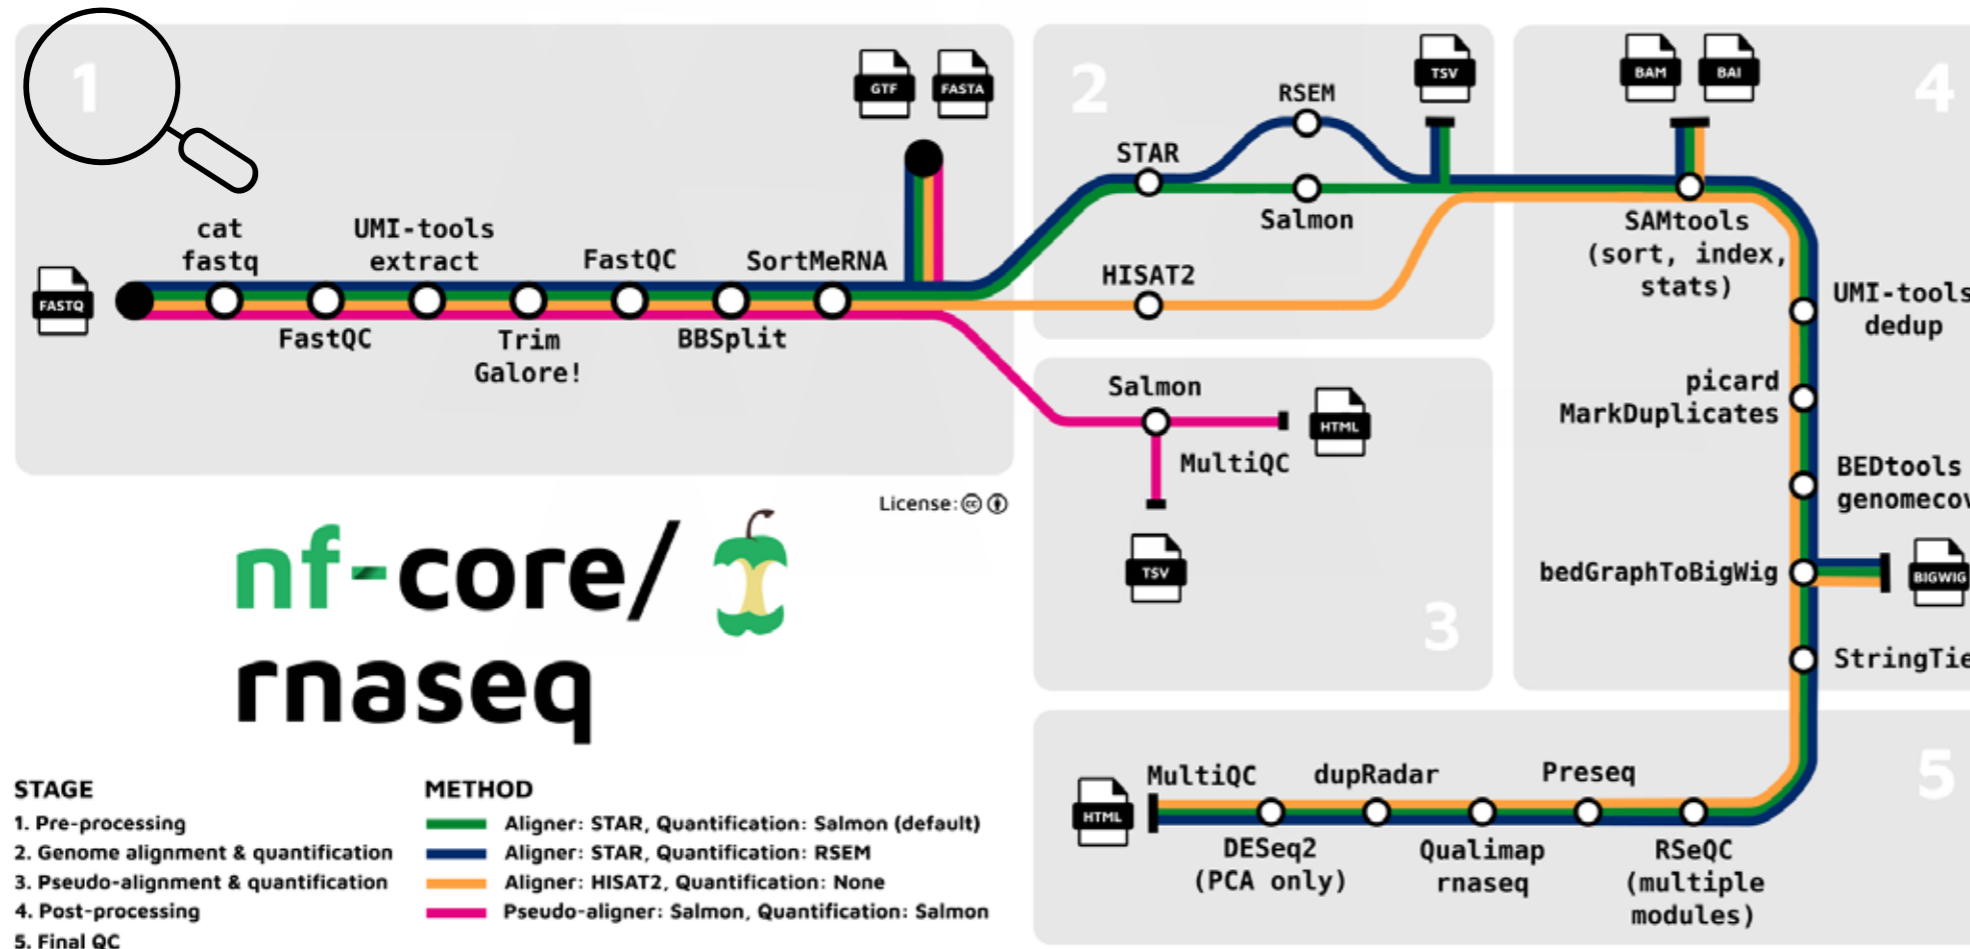 1
GTF
FASTA
cat
fastq
UMI-tools
extract
FastQC
SortMeRNA
FASTQ
FastQC
Trim
Galore!
BBSplit
2
STAR
RSEM
TSV
Salmon
HISAT2
Salmon
MultiQC
HTML
TSV
3
BAM
BAI
4
SAMtools
(sort, index,
stats)
UMI-tools
dedup
picard
MarkDuplicates
BEDtools
genomecov
bedGraphToBigWig
BIGWIG
StringTie
5
HTML
MultiQC
dupRadar
Preseq
DESeq2
(PCA only)
Qualimap
rnaseq
RSeQC
(multiple
modules)
License: cc
nf-core/
rnaseq
STAGE
1. Pre-processing
2. Genome alignment & quantification
3. Pseudo-alignment & quantification
4. Post-processing
5. Final QC
METHOD
Aligner: STAR, Quantification: Salmon (default)
Aligner: STAR, Quantification: RSEM
Aligner: HISAT2, Quantification: None
Pseudo-aligner: Salmon, Quantification: Salmon